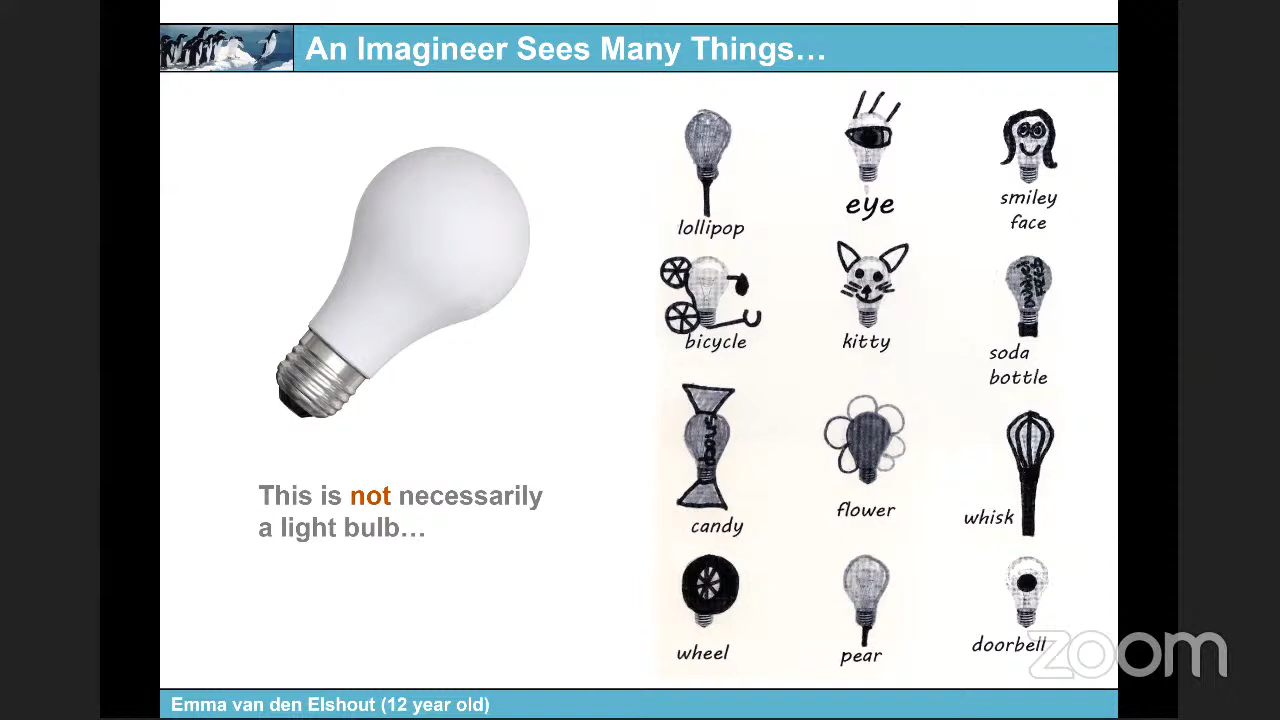 An Imagineer Sees Many Things…
This is not necessarily
a light bulb…
lollipop
eye
smiley
face
bicycle
kitty
soda
bottle
candy
flower
whisk
wheel
pear
doorbell
zoom
Emma van den Elshout (12 year old)